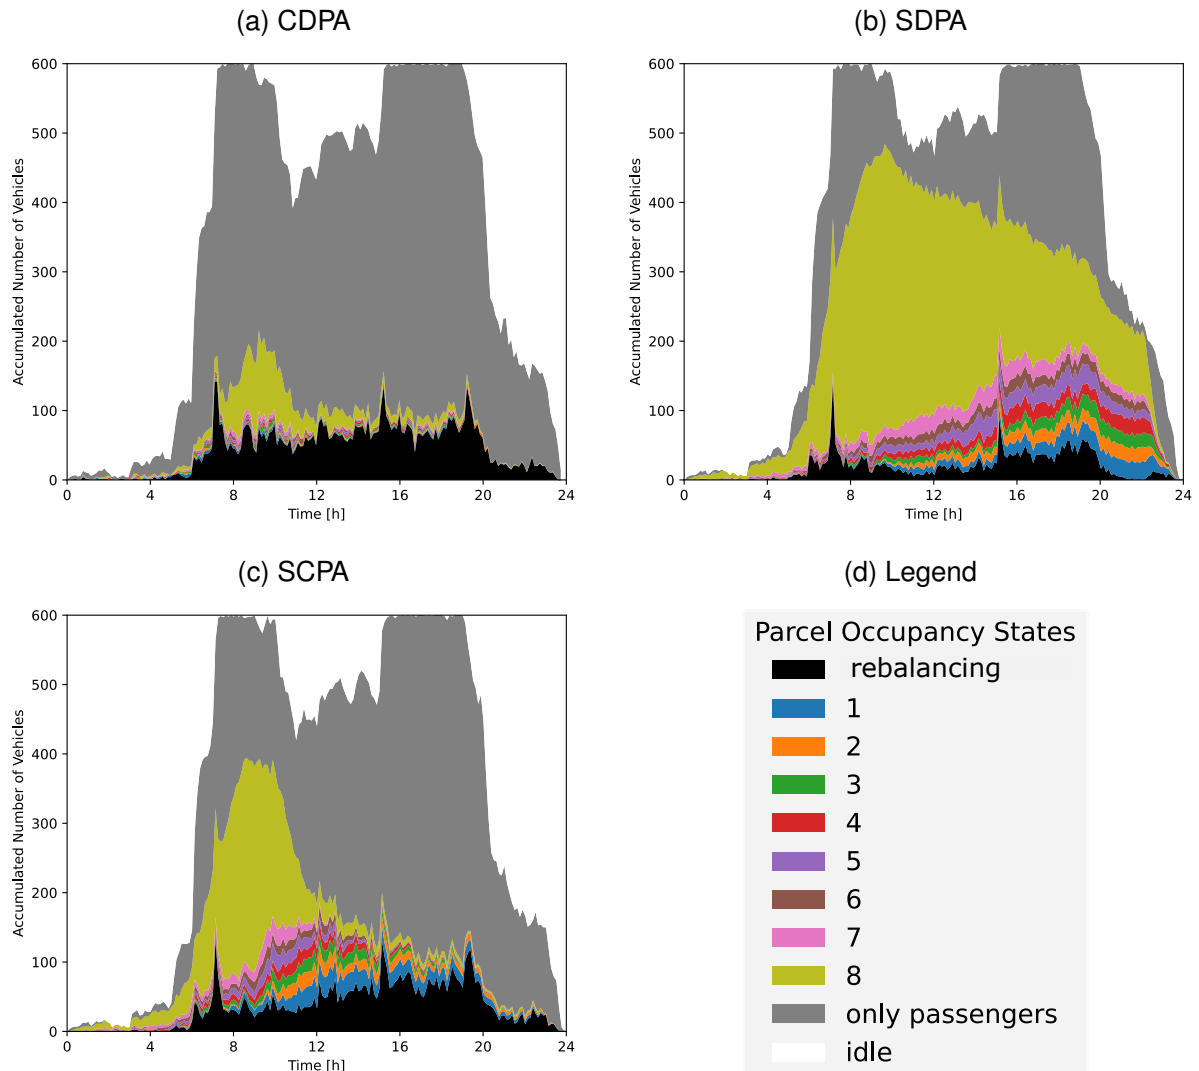 (a) CDPA
600
500
400
300
200
100
0
Accumulated Number of Vehicles
0 4 8 12 16 20 24
Time [h]
(b) SDPA
600
500
400
300
200
100
0
Accumulated Number of Vehicles
0 4 8 12 16 20 24
Time [h]
(c) SCPA
600
500
400
300
200
100
0
Accumulated Number of Vehicles
0 4 8 12 16 20 24
Time [h]
(d) Legend
Parcel Occupancy States
rebalancing
1
2
3
4
5
6
7
8
only passengers
idle